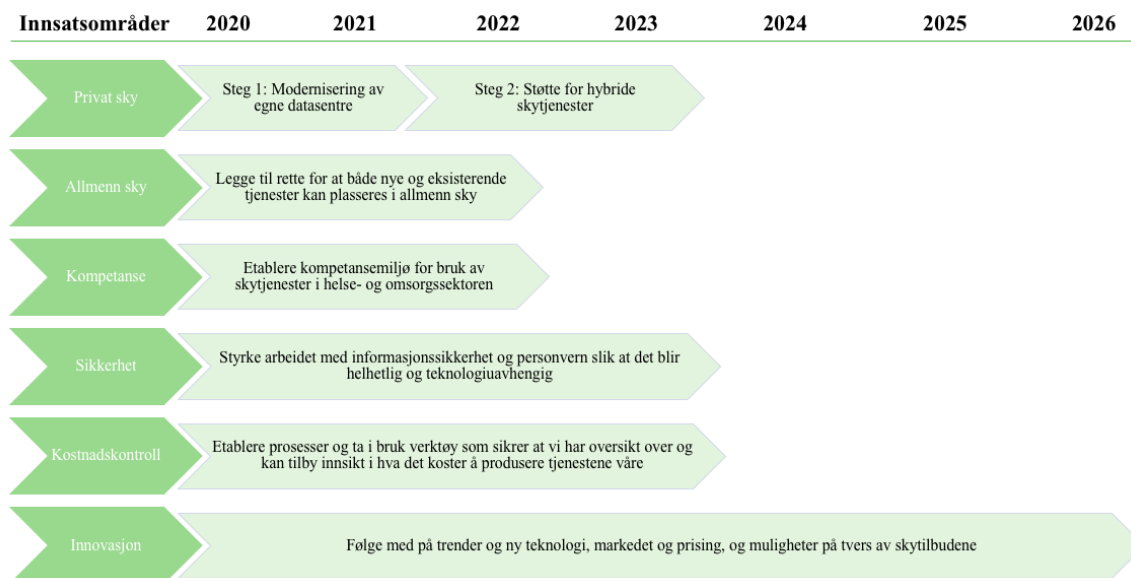 Innsatsområder 2020 2021 2022 2023 2024 2025 2026
Privat sky
Steg 1: Modernisering av
egne datasentre
Steg 2: Støtte for hybride
skytjenester
Allmenn sky
Legge til rette for at både nye og eksisterende
tjenester kan plasseres i allmenn sky
Kompetanse
Etablere kompetansemiljø for bruk av
skytjenester i helse- og omsorgssektoren
Sikkerhet
Styrke arbeidet med informasjonssikkerhet og personvern slik at det blir
helhetlig og teknologiuavhengig
Kostnadskontroll
Etablere prosesser og ta i bruk verktøy som sikrer at vi har oversikt over og
kan tilby innsikt i hva det koster å produsere tjenestene våre
Innovasjon
Følge med på trender og ny teknologi, markedet og prising, og muligheter på tvers av skytilbudene